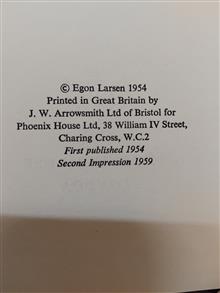 © Egon Larsen 1954
Printed in Great Britain by
J. W. Arrowsmith Ltd of Bristol for
Phoenix House Ltd, 38 William IV Street,
Charing Cross, W.C.2
First published 1954
Second Impression 1959